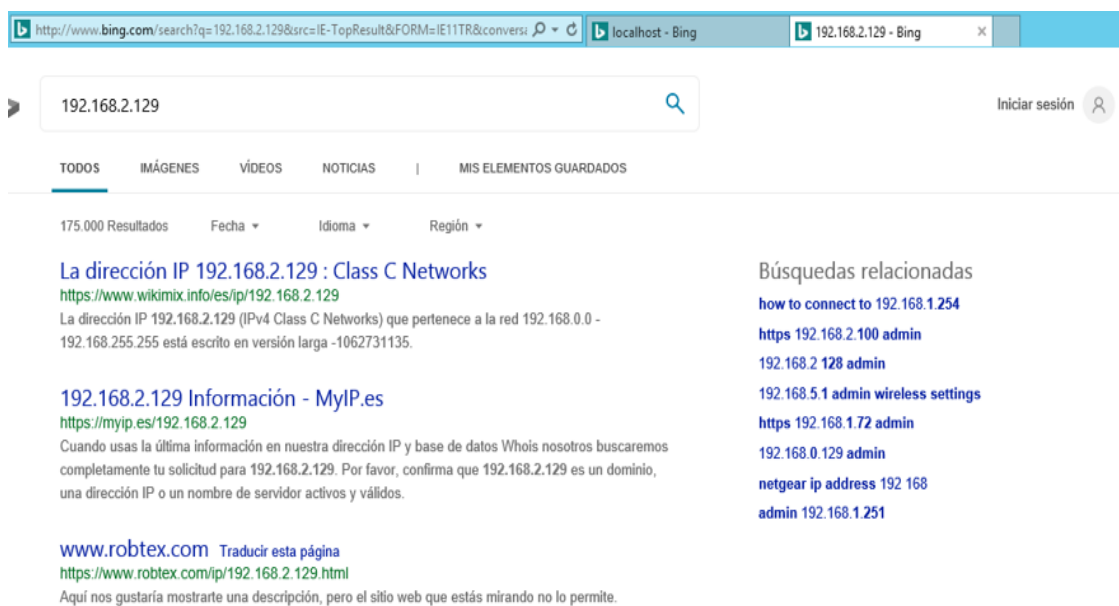 http://www.bing.com/search?q=192.168.2.129&src=IE-TopResult&FORM=IE11TR&convers
localhost - Bing
192.168.2.129 - Bing
192.168.2.129
Iniciar sesión
TODOS IMÁGENES VÍDEOS NOTICIAS | MIS ELEMENTOS GUARDADOS
175.000 Resultados Fecha Idioma Región
La dirección IP 192.168.2.129 : Class C Networks
https://www.wikimix.info/es/ip/192.168.2.129
La dirección IP 192.168.2.129 (IPv4 Class C Networks) que pertenece a la red 192.168.0.0 -
192.168.255.255 está escrito en versión larga -1062731135.
192.168.2.129 Información - MyIP.es
https://myip.es/192.168.2.129
Cuando usas la última información en nuestra dirección IP y base de datos Whois nosotros buscaremos
completamente tu solicitud para 192.168.2.129. Por favor, confirma que 192.168.2.129 es un dominio,
una dirección IP o un nombre de servidor activos y válidos.
www.robtex.com Traducir esta página
https://www.robtex.com/ip/192.168.2.129.html
Aquí nos gustaría mostrarte una descripción, pero el sitio web que estás mirando no lo permite.
Búsquedas relacionadas
how to connect to 192.168.1.254
https 192.168.2.100 admin
192.168.2 128 admin
192.168.5.1 admin wireless settings
https 192.168.1.72 admin
192.168.0.129 admin
netgear ip address 192 168
admin 192.168.1.251